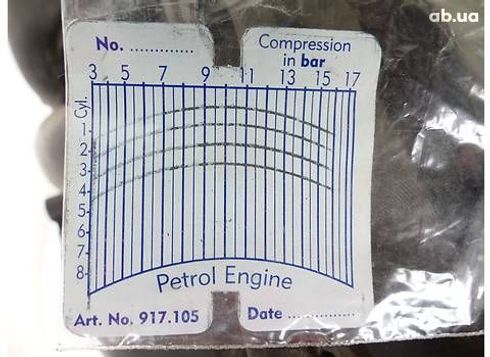 ab.ua
No. ..............
Compression
in bar
3 5 7 9 11 13 15 17
Cyl.
1
2
3
4
5
6
7
8
Petrol Engine
Art. No. 917.105
Date ...............